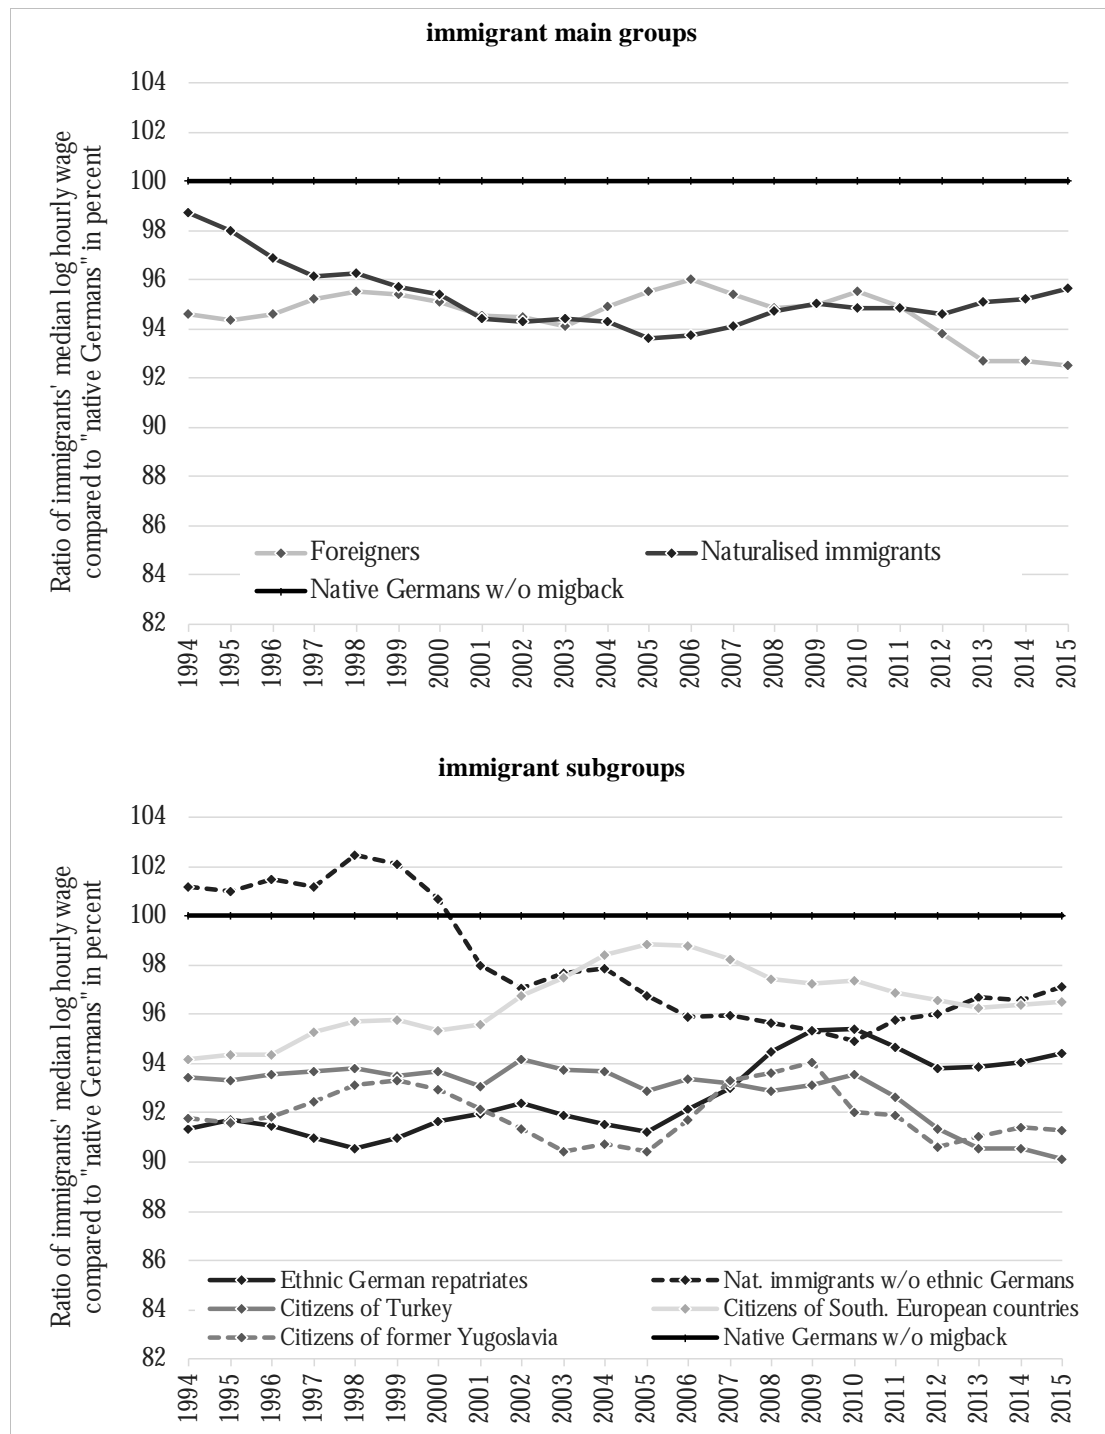 immigrant main groups
Ratio of immigrants' median log hourly wage
compared to "native Germans" in percent
104
102
100
98
96
94
92
90
88
86
84
82
Foreigners
Naturalised immigrants
Native Germans w/o migback
1994 1995 1996 1997 1998 1999 2000 2001 2002 2003 2004 2005 2006 2007 2008 2009 2010 2011 2012 2013 2014 2015
immigrant subgroups
Ratio of immigrants' median log hourly wage
compared to "native Germans" in percent
104
102
100
98
96
94
92
90
88
86
84
82
Ethnic German repatriates
Nat. immigrants w/o ethnic Germans
Citizens of Turkey
Citizens of South. European countries
Citizens of former Yugoslavia
Native Germans w/o migback
1994 1995 1996 1997 1998 1999 2000 2001 2002 2003 2004 2005 2006 2007 2008 2009 2010 2011 2012 2013 2014 2015